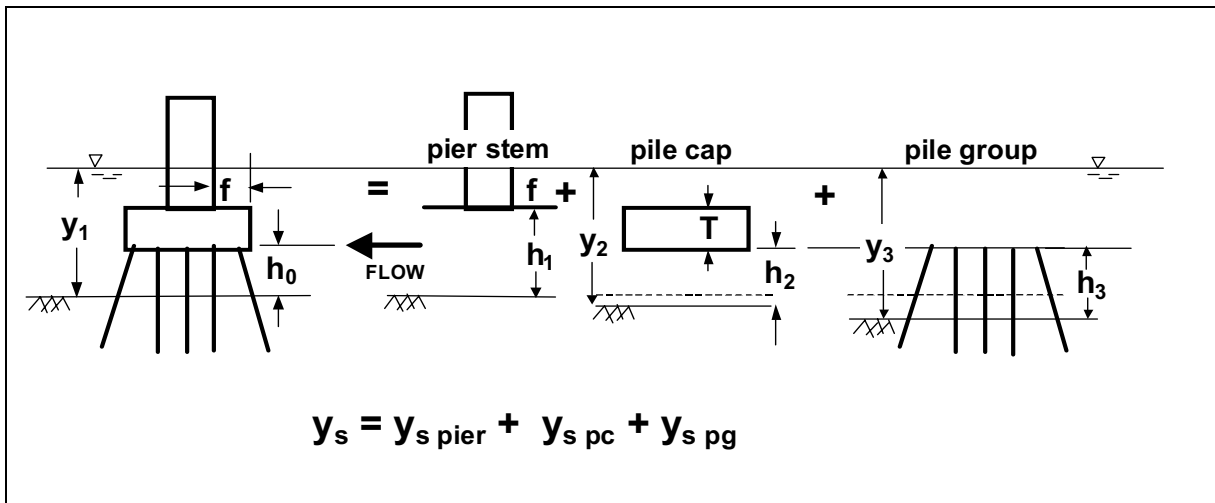 pier stem pile cap pile group
f = f + +
y₁ h₁ y₂ T y₃
h₀ FLOW h₂ h₃
yₛ = yₛ pier + yₛ pc + yₛ pg